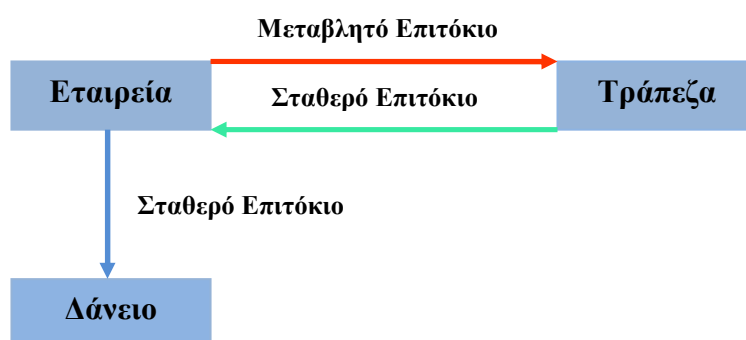 Μεταβλητό Επιτόκιο
Εταιρεία
Σταθερό Επιτόκιο
Τράπεζα
Σταθερό Επιτόκιο
Δάνειο